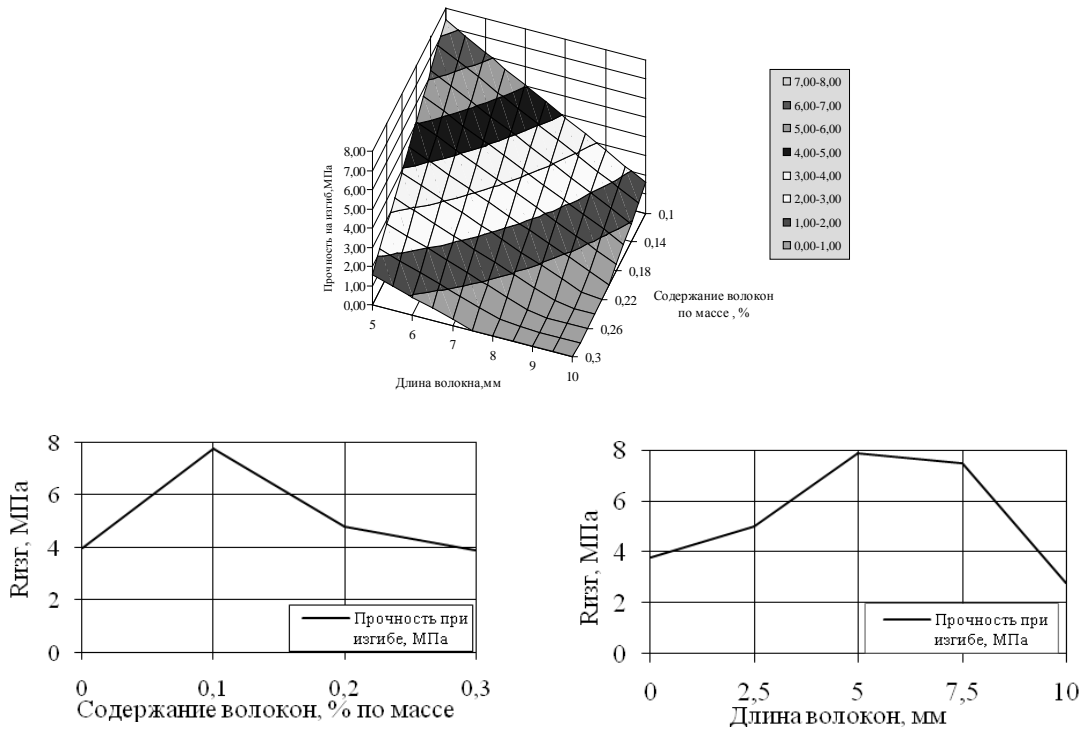 Прочность на изгиб,МПа
8,00
7,00
6,00
5,00
4,00
3,00
2,00
1,00
0,00
5
6
7
8
9
10
Длина волокна,мм
0,1
0,14
0,18
0,22
0,26
0,3
Содержание волокон
по массе , %
7,00-8,00
6,00-7,00
5,00-6,00
4,00-5,00
3,00-4,00
2,00-3,00
1,00-2,00
0,00-1,00
Rизг, МПа
8
6
4
2
0
Прочность при
изгибе, МПа
0 0,1 0,2 0,3
Содержание волокон, % по массе
Rизг, МПа
8
6
4
2
0
Прочность при
изгибе, МПа
0 2,5 5 7,5 10
Длина волокон, мм